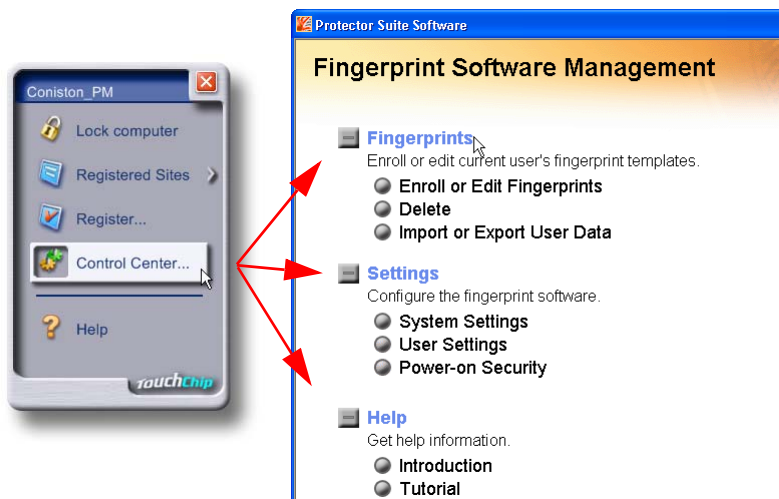 Coniston_PM
Lock computer
Registered Sites
Register...
Control Center...
Help
TouchChip
Protector Suite Software
Fingerprint Software Management
Fingerprints
Enroll or edit current user's fingerprint templates.
Enroll or Edit Fingerprints
Delete
Import or Export User Data
Settings
Configure the fingerprint software.
System Settings
User Settings
Power-on Security
Help
Get help information.
Introduction
Tutorial